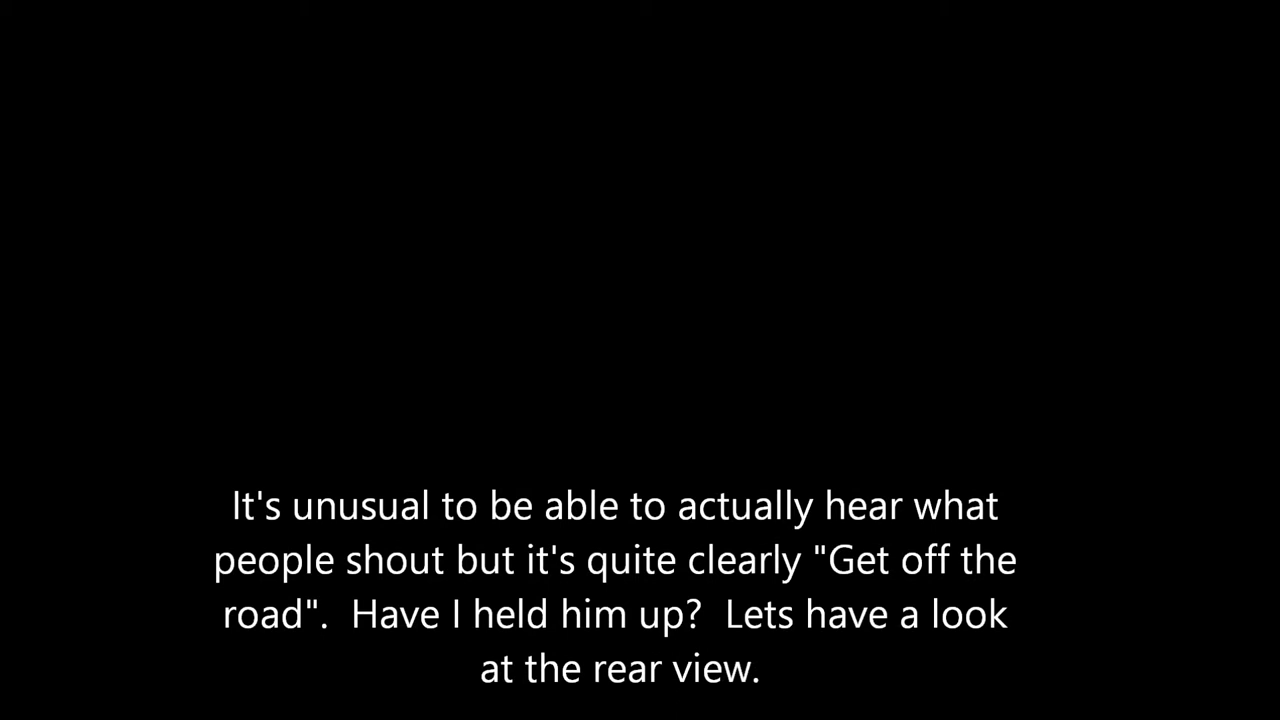 It's unusual to be able to actually hear what
people shout but it's quite clearly "Get off the
road".  Have I held him up?  Lets have a look
at the rear view.